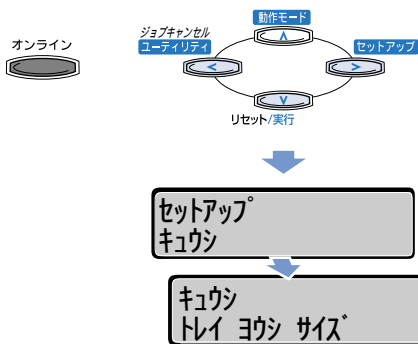 動作モード
ジョブキャンセル
オンライン
ユーティリティ
セットアップ
リセット/実行
セットアップ
キュウシ
キュウシ
トレイ ヨウシ サイズ